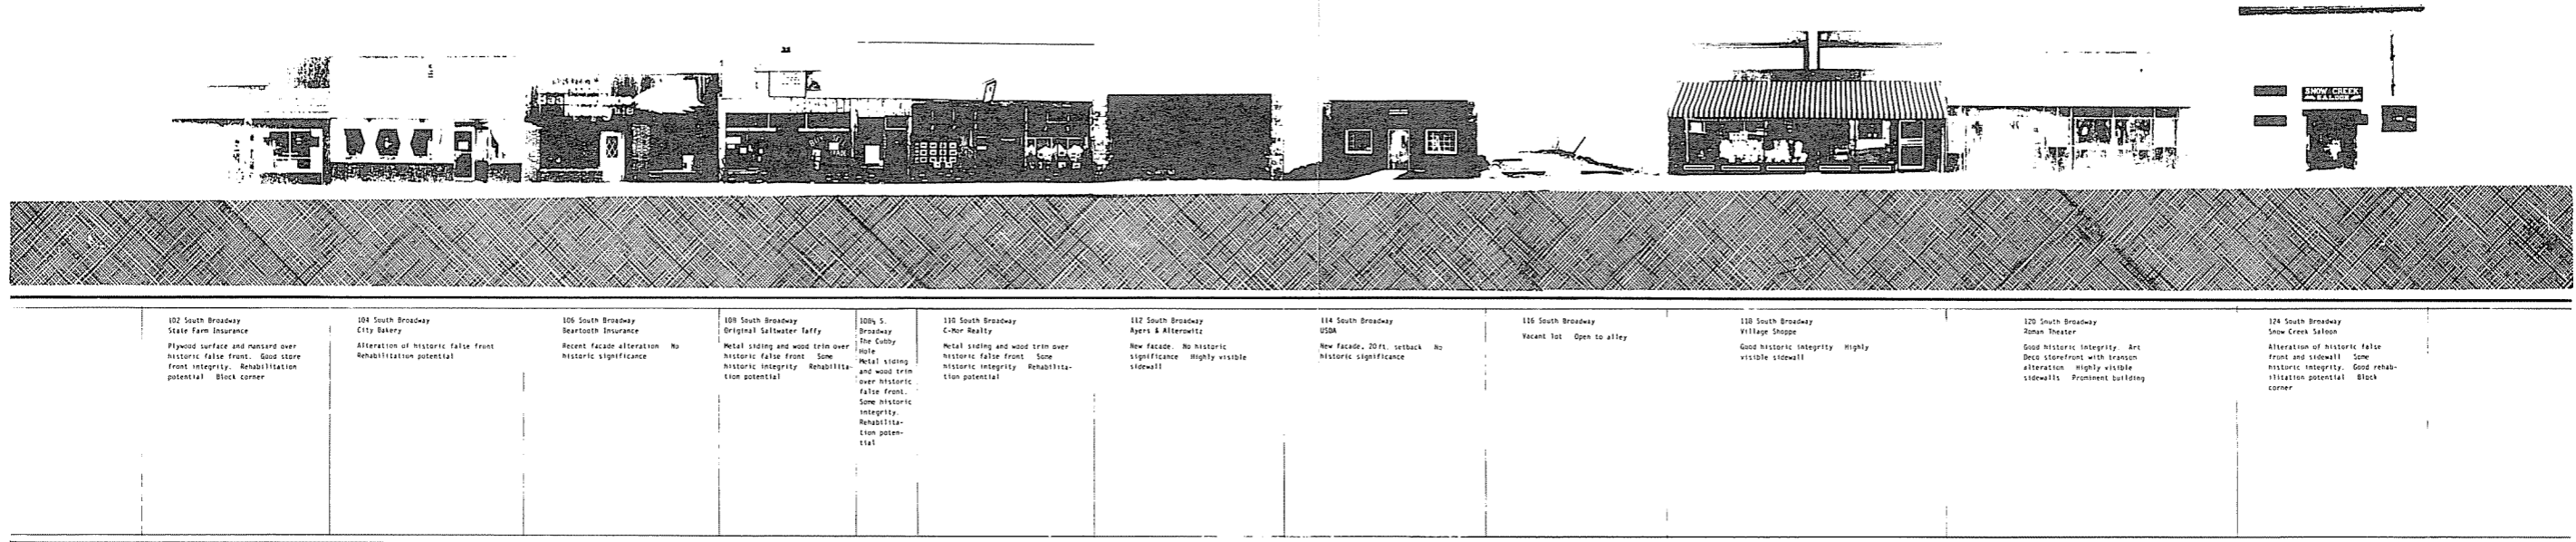 SNOW CREEK
SALOON
102 South Broadway
State Farm Insurance
Plywood surface and mansard over
historic false front. Good store
front integrity. Rehabilitation
potential Block corner
104 South Broadway
City Bakery
Alteration of historic false front
Rehabilitation potential
106 South Broadway
Beartooth Insurance
Recent facade alteration No
historic significance
108 South Broadway
Original Saltwater Taffy
Metal siding and wood trim over
historic false front Some
historic integrity Rehabilita-
tion potential
108½ S.
Broadway
The Cubby
Hole
Metal siding
and wood trim
over historic
false front.
Some historic
integrity.
Rehabilita-
tion poten-
tial
110 South Broadway
C-Mor Realty
Metal siding and wood trim over
historic false front Some
historic integrity Rehabilita-
tion potential
112 South Broadway
Ayers & Alterowitz
New facade. No historic
significance Highly visible
sidewall
114 South Broadway
USDA
New facade, 20 ft. setback No
historic significance
116 South Broadway
Vacant lot Open to alley
118 South Broadway
Village Shoppe
Good historic integrity Highly
visible sidewall
120 South Broadway
Roman Theater
Good historic integrity. Art
Deco storefront with transom
alteration Highly visible
sidewalls Prominent building
124 South Broadway
Snow Creek Saloon
Alteration of historic false
front and sidewall Some
historic integrity. Good rehab-
ilitation potential Block
corner